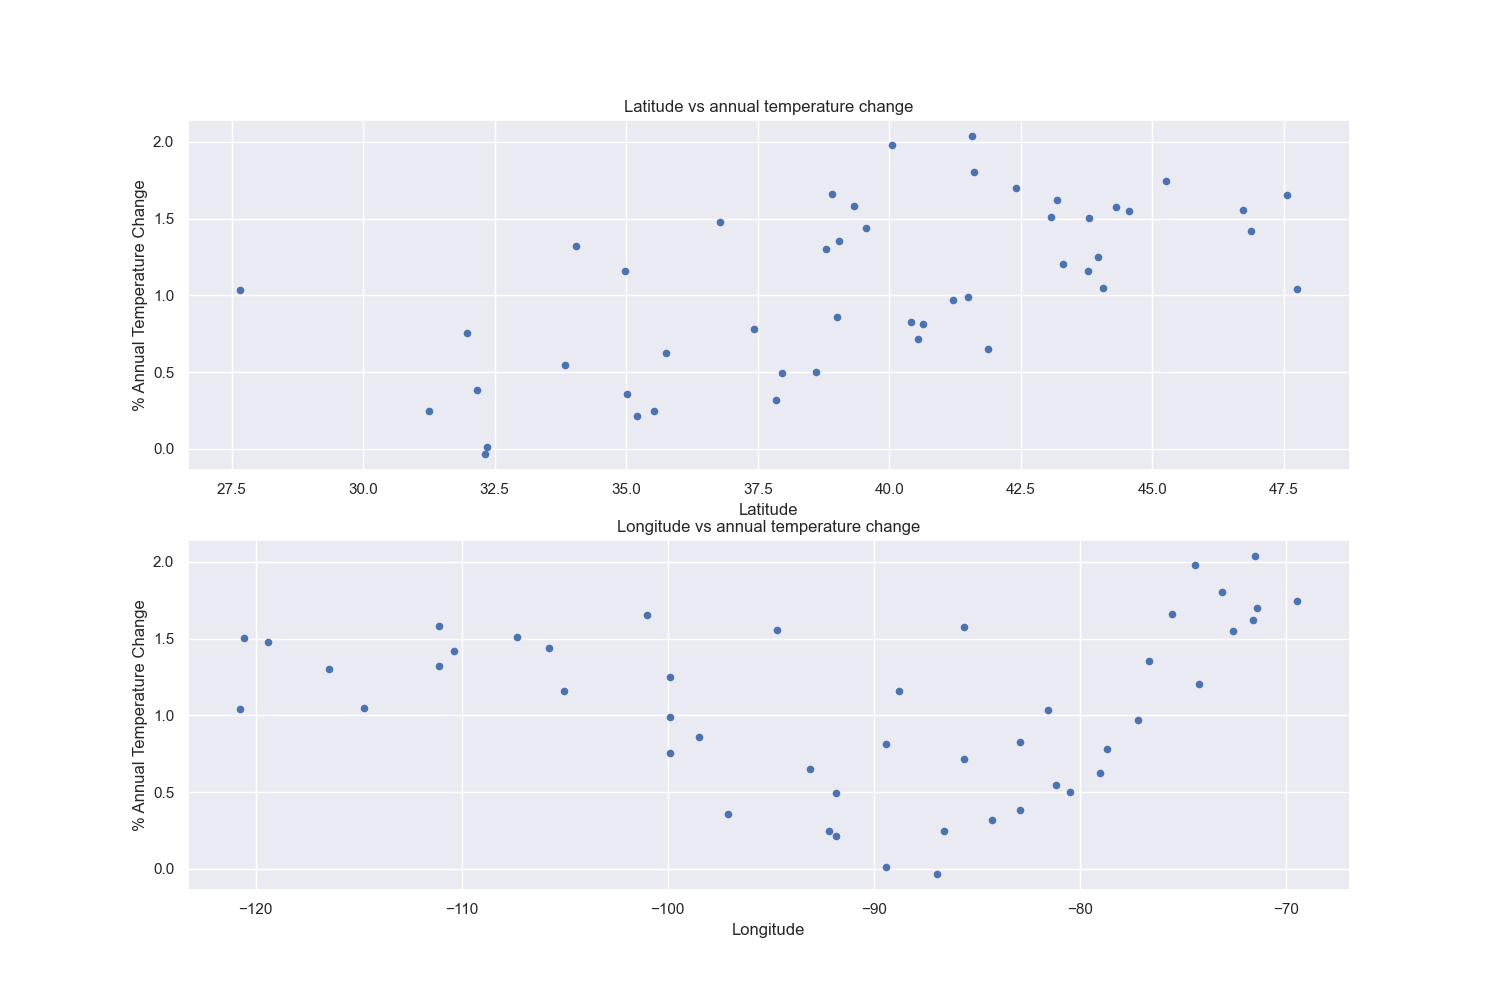 Latitude vs annual temperature change
% Annual Temperature Change
2.0
1.5
1.0
0.5
0.0
27.5 30.0 32.5 35.0 37.5 40.0 42.5 45.0 47.5
Latitude
Longitude vs annual temperature change
% Annual Temperature Change
2.0
1.5
1.0
0.5
0.0
−120 −110 −100 −90 −80 −70
Longitude